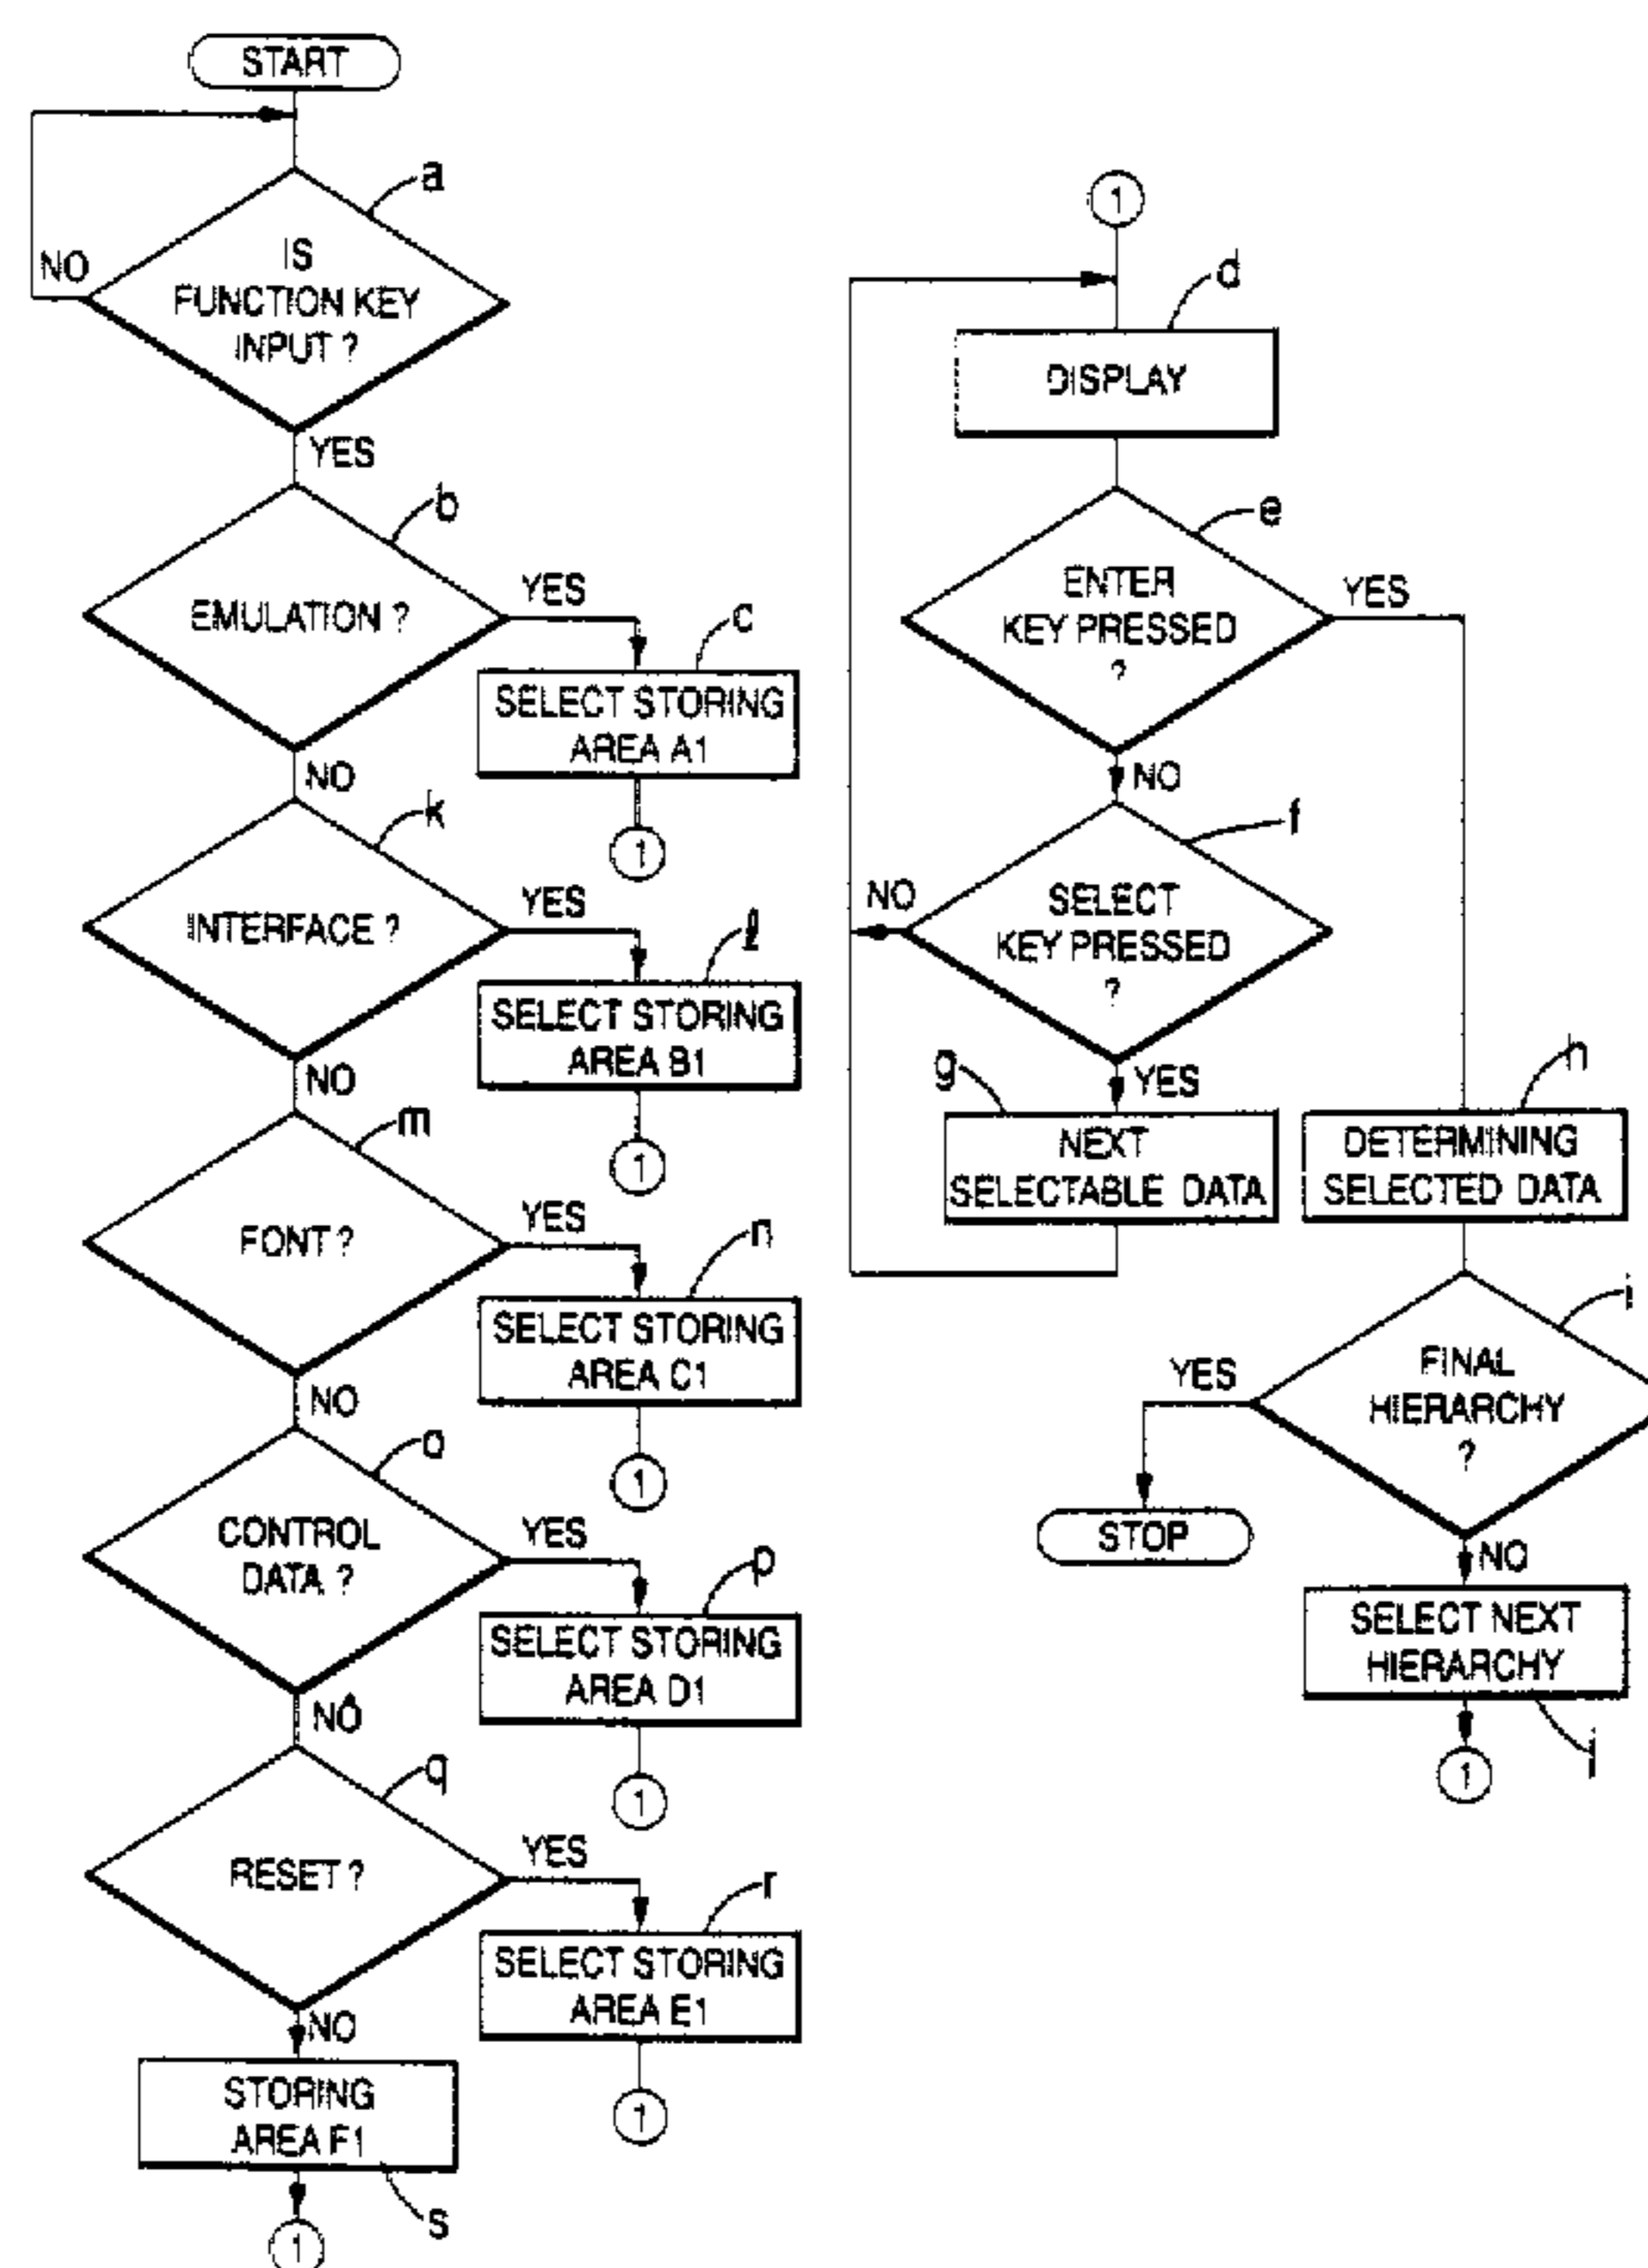 START
a
IS
FUNCTION KEY
INPUT ?
NO
YES
b
EMULATION ?
YES
c
SELECT STORING
AREA A1
1
NO
k
INTERFACE ?
YES
ℓ
SELECT STORING
AREA B1
1
NO
m
FONT ?
YES
n
SELECT STORING
AREA C1
1
NO
o
CONTROL
DATA ?
YES
p
SELECT STORING
AREA D1
1
NO
q
RESET ?
YES
r
SELECT STORING
AREA E1
1
NO
STORING
AREA F1
s
1
1
d
DISPLAY
e
ENTER
KEY PRESSED
?
YES
NO
f
SELECT
KEY PRESSED
?
NO
YES
g
NEXT
SELECTABLE DATA
h
DETERMINING
SELECTED DATA
i
FINAL
HIERARCHY
?
YES
STOP
NO
SELECT NEXT
HIERARCHY
j
1